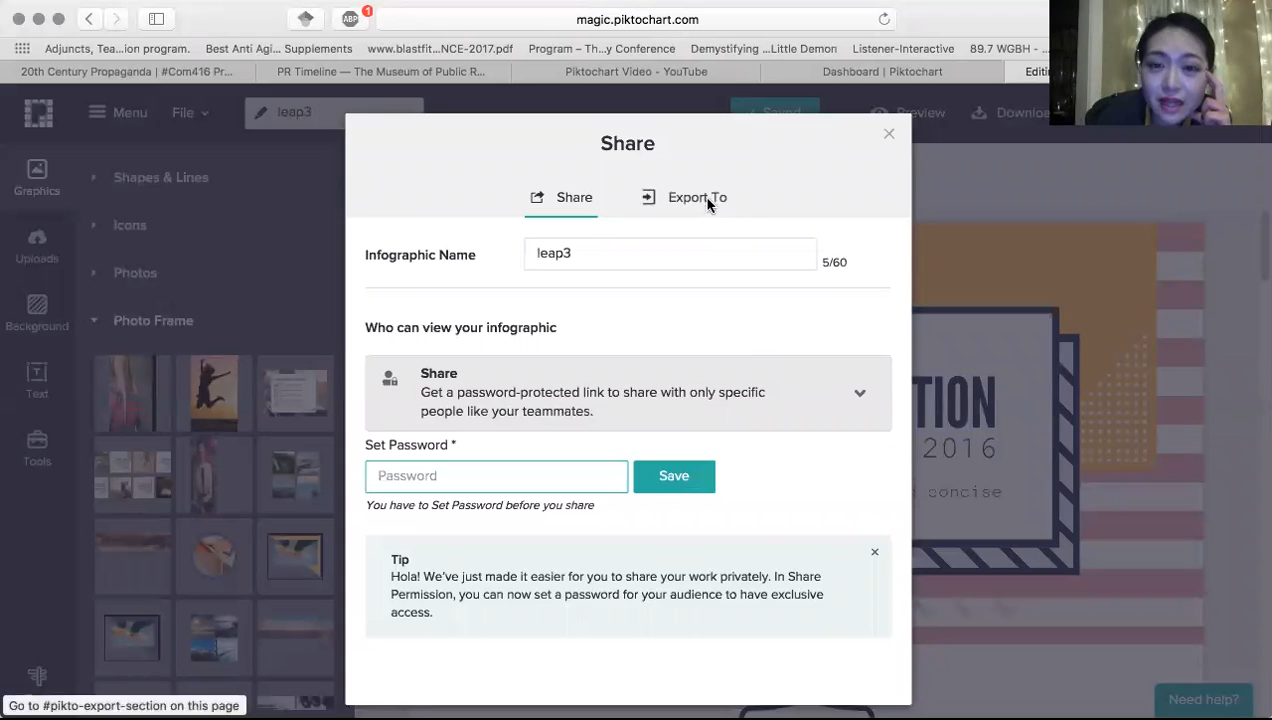 magic.piktochart.com
ABP
1
Adjuncts, Tea...ion program. Best Anti Agi... Supplements www.blastfit...NCE-2017.pdf Program – Th...y Conference Demystifying ...Little Demon Listener-Interactive 89.7 WGBH –
20th Century Propaganda | #Com416 Pr... PR Timeline — The Museum of Public R... Piktochart Video - YouTube Dashboard | Piktochart
Menu File leap3 Saved Preview
Graphics
Uploads
Background
Text
Tools
Shapes & Lines
Icons
Photos
Photo Frame
Share
Share Export To
Infographic Name leap3 5/60
Who can view your infographic
Share
Get a password-protected link to share with only specific
people like your teammates.
Set Password *
Password Save
You have to Set Password before you share
Tip
Hola! We've just made it easier for you to share your work privately. In Share
Permission, you can now set a password for your audience to have exclusive
access.
2016
concise
Need help?
Go to #pikto-export-section on this page